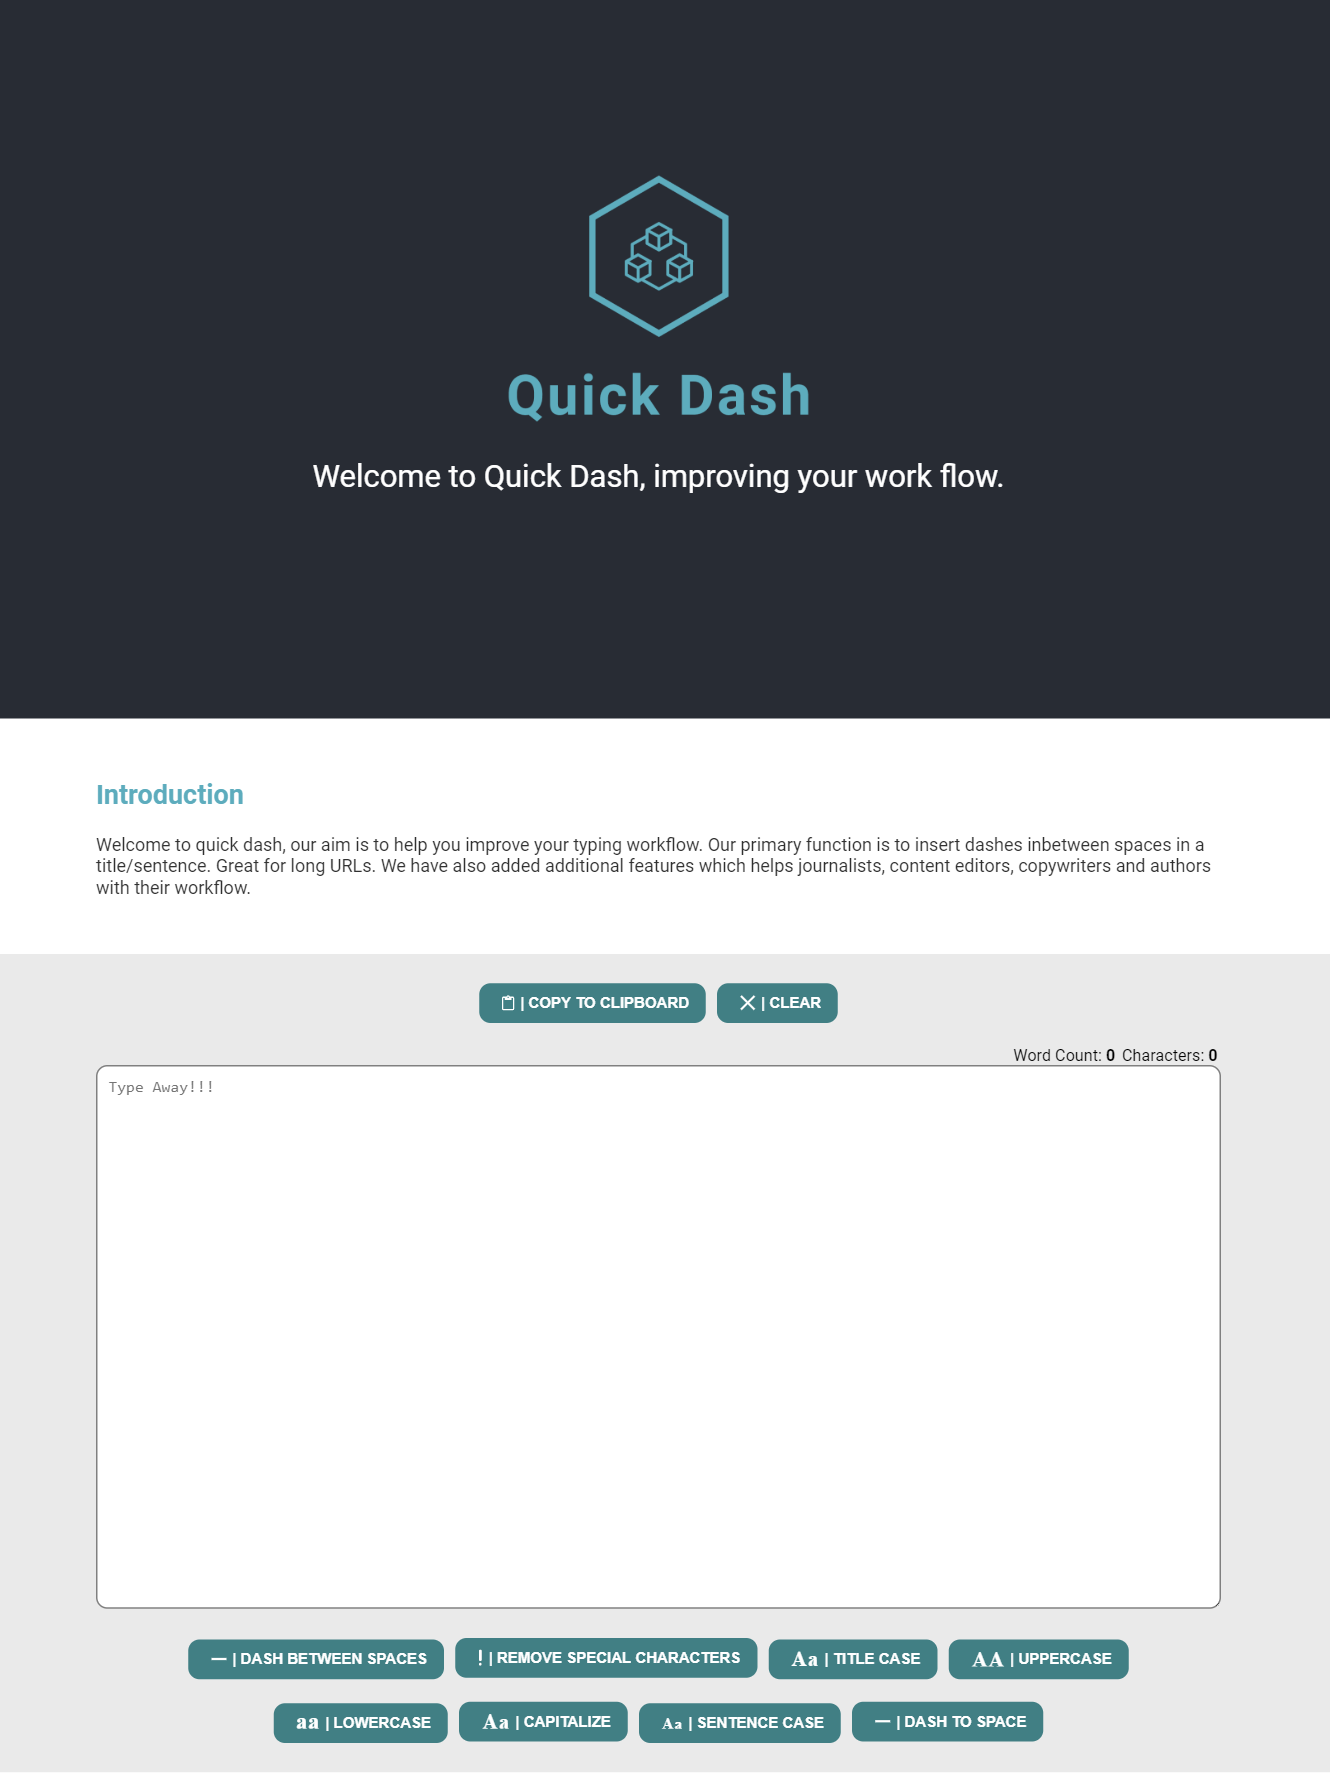 Quick Dash
Welcome to Quick Dash, improving your work flow.
Introduction
Welcome to quick dash, our aim is to help you improve your typing workflow. Our primary function is to insert dashes inbetween spaces in a
title/sentence. Great for long URLs. We have also added additional features which helps journalists, content editors, copywriters and authors
with their workflow.
| COPY TO CLIPBOARD | CLEAR
Word Count: 0 Characters: 0
Type Away!!!
— | DASH BETWEEN SPACES ! | REMOVE SPECIAL CHARACTERS Aa | TITLE CASE AA | UPPERCASE
aa | LOWERCASE Aa | CAPITALIZE Aa | SENTENCE CASE — | DASH TO SPACE